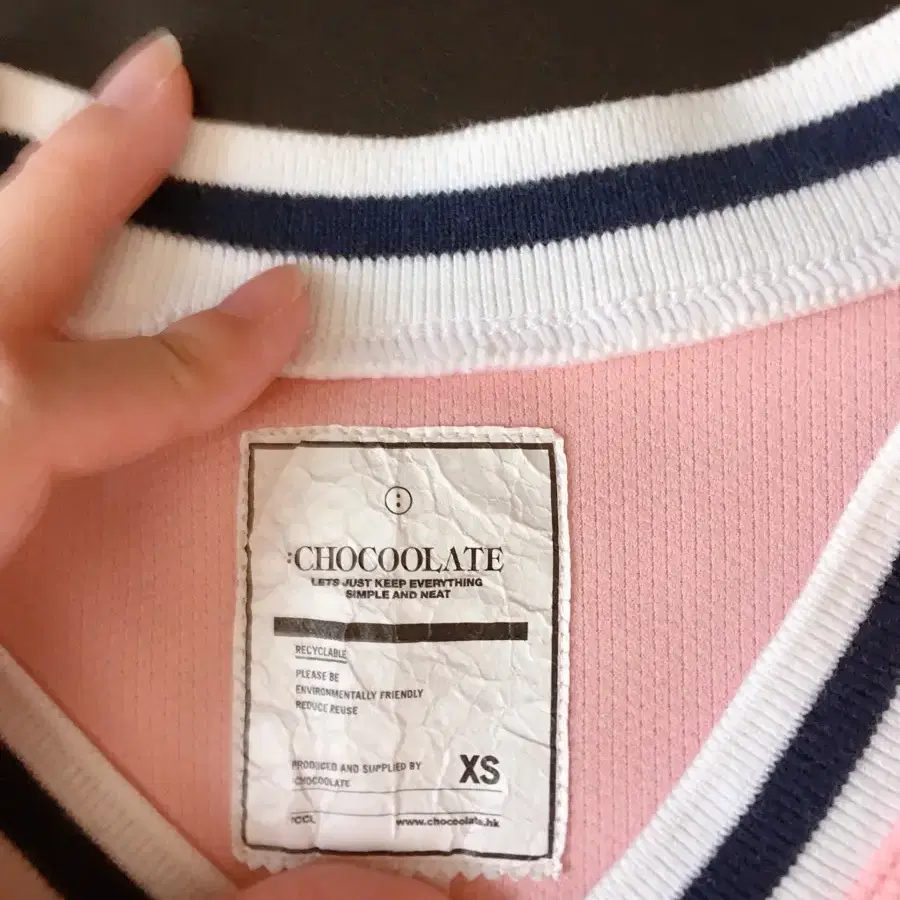 :CHOCOOLATE
LETS JUST KEEP EVERYTHING
SIMPLE AND NEAT
RECYCLABLE
PLEASE BE
ENVIRONMENTALLY FRIENDLY
REDUCE REUSE
PRODUCED AND SUPPLIED BY
CHOCOOLATE
XS
:CCL
www.chocoolate.hk